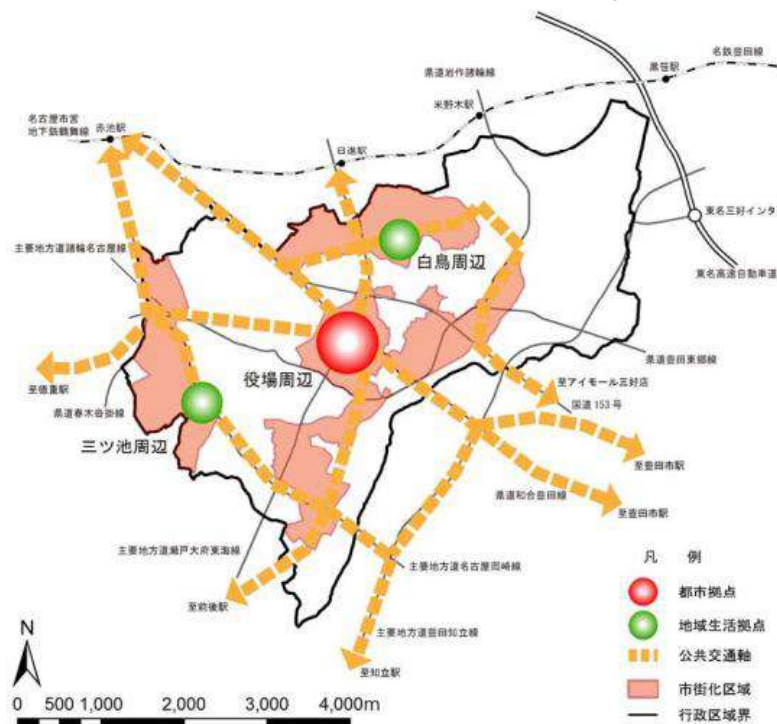 名鉄豊田線
黒笹駅
県道岩作諸輪線
米野木駅
名古屋市営
地下鉄鶴舞線
赤池駅
日進駅
東名三好インター
主要地方道諸輪名古屋線
白鳥周辺
東名高速自動車道
県道豊田東郷線
役場周辺
至徳重駅
至アイモール三好店
県道春木沓掛線
国道153号
三ツ池周辺
至豊田市駅
県道和合豊田線
至豊田市駅
主要地方道瀬戸大府東海線
主要地方道名古屋岡崎線
凡 例
都市拠点
至前後駅
地域生活拠点
N
主要地方道豊田知立線
公共交通軸
至知立駅
市街化区域
0 500 1,000 2,000 3,000 4,000m
行政区域界